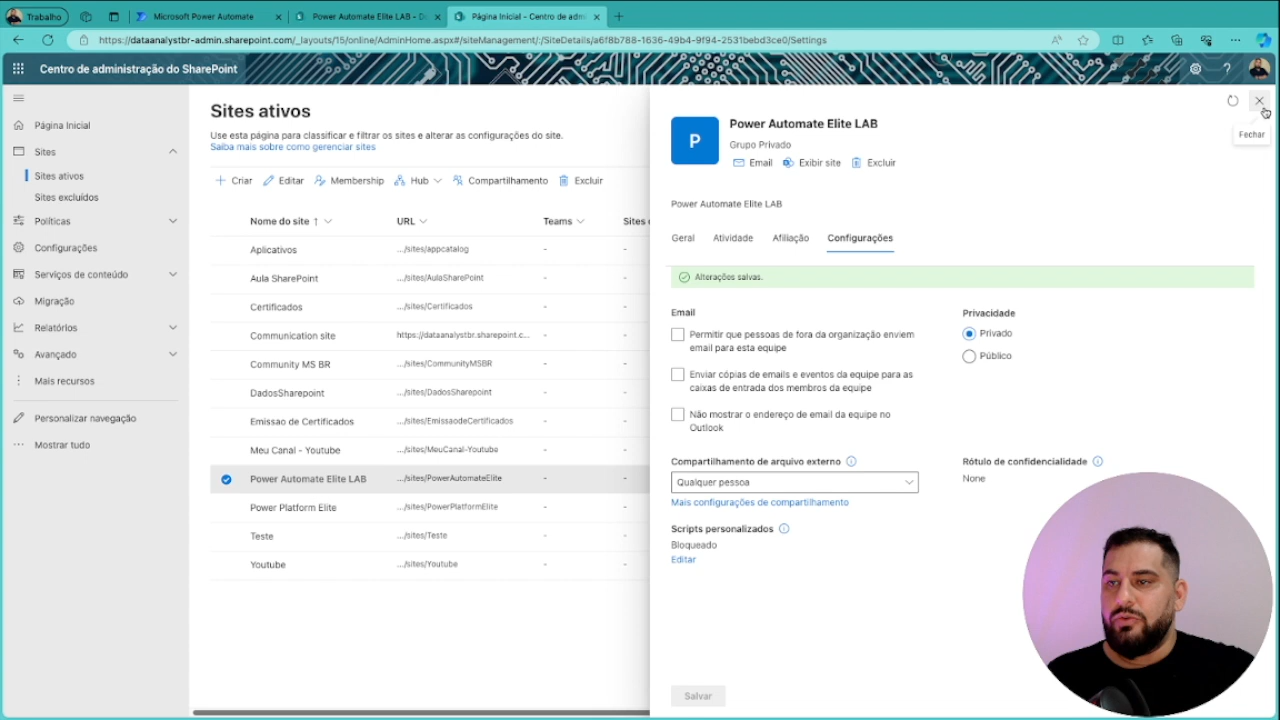 Trabalho
Microsoft Power Automate
Power Automate Elite LAB - Do
Página Inicial - Centro de admi
https://dataanalystbr-admin.sharepoint.com/_layouts/15/online/AdminHome.aspx#/siteManagement/:/SiteDetails/a6f8b788-1636-49b4-9f94-2531bebd3ce0/Settings
Centro de administração do SharePoint
Página Inicial
Sites
Sites ativos
Sites excluídos
Políticas
Configurações
Serviços de conteúdo
Migração
Relatórios
Avançado
Mais recursos
Personalizar navegação
Mostrar tudo
Sites ativos
Use esta página para classificar e filtrar os sites e alterar as configurações do site.
Saiba mais sobre como gerenciar sites
Criar Editar Membership Hub Compartilhamento Excluir
Nome do site ↑ URL Teams Sites
Aplicativos .../sites/appcatalog - -
Aula SharePoint .../sites/AulaSharePoint - -
Certificados .../sites/Certificados - -
Communication site https://dataanalystbr.sharepoint.c... - -
Community MS BR .../sites/CommunityMSBR - -
DadosSharepoint .../sites/DadosSharepoint - -
Emissao de Certificados .../sites/EmissaodeCertificados - -
Meu Canal - Youtube .../sites/MeuCanal-Youtube - -
Power Automate Elite LAB .../sites/PowerAutomateElite - -
Power Platform Elite .../sites/PowerPlatformElite - -
Teste .../sites/Teste - -
Youtube .../sites/Youtube - -
Fechar
P
Power Automate Elite LAB
Grupo Privado
Email Exibir site Excluir
Power Automate Elite LAB
Geral Atividade Afiliação Configurações
Alterações salvas.
Email
Permitir que pessoas de fora da organização enviem
email para esta equipe
Enviar cópias de emails e eventos da equipe para as
caixas de entrada dos membros da equipe
Não mostrar o endereço de email da equipe no
Outlook
Privacidade
Privado
Público
Compartilhamento de arquivo externo
Qualquer pessoa
Mais configurações de compartilhamento
Rótulo de confidencialidade
None
Scripts personalizados
Bloqueado
Editar
Salvar